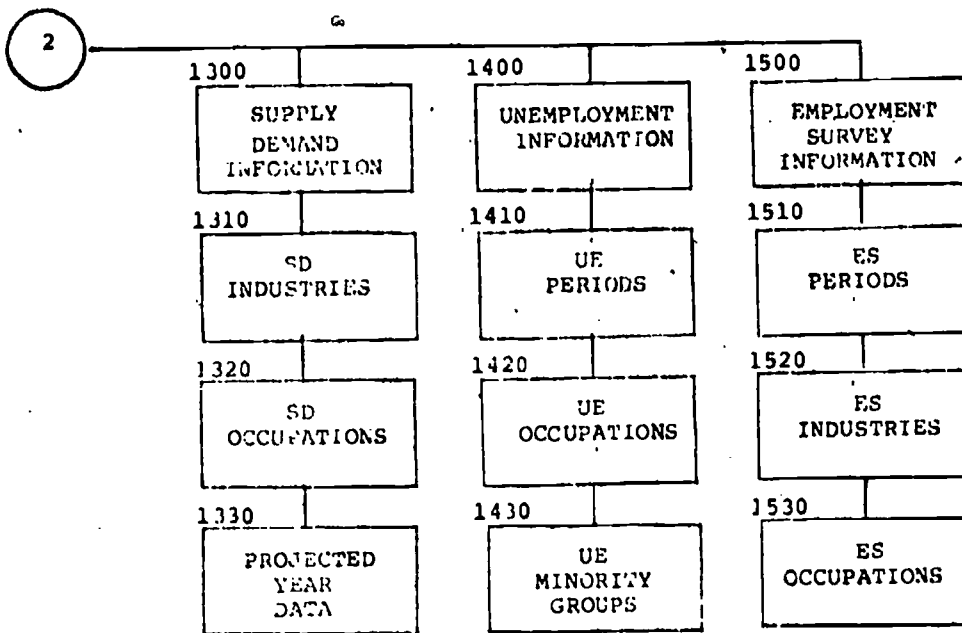 2
1300
SUPPLY
DEMAND
INFORMATION
1310
SD
INDUSTRIES
1320
SD
OCCUPATIONS
1330
PROJECTED
YEAR
DATA
1400
UNEMPLOYMENT
INFORMATION
1410
UE
PERIODS
1420
UE
OCCUPATIONS
1430
UE
MINORITY
GROUPS
1500
EMPLOYMENT
SURVEY
INFORMATION
1510
ES
PERIODS
1520
ES
INDUSTRIES
1530
ES
OCCUPATIONS